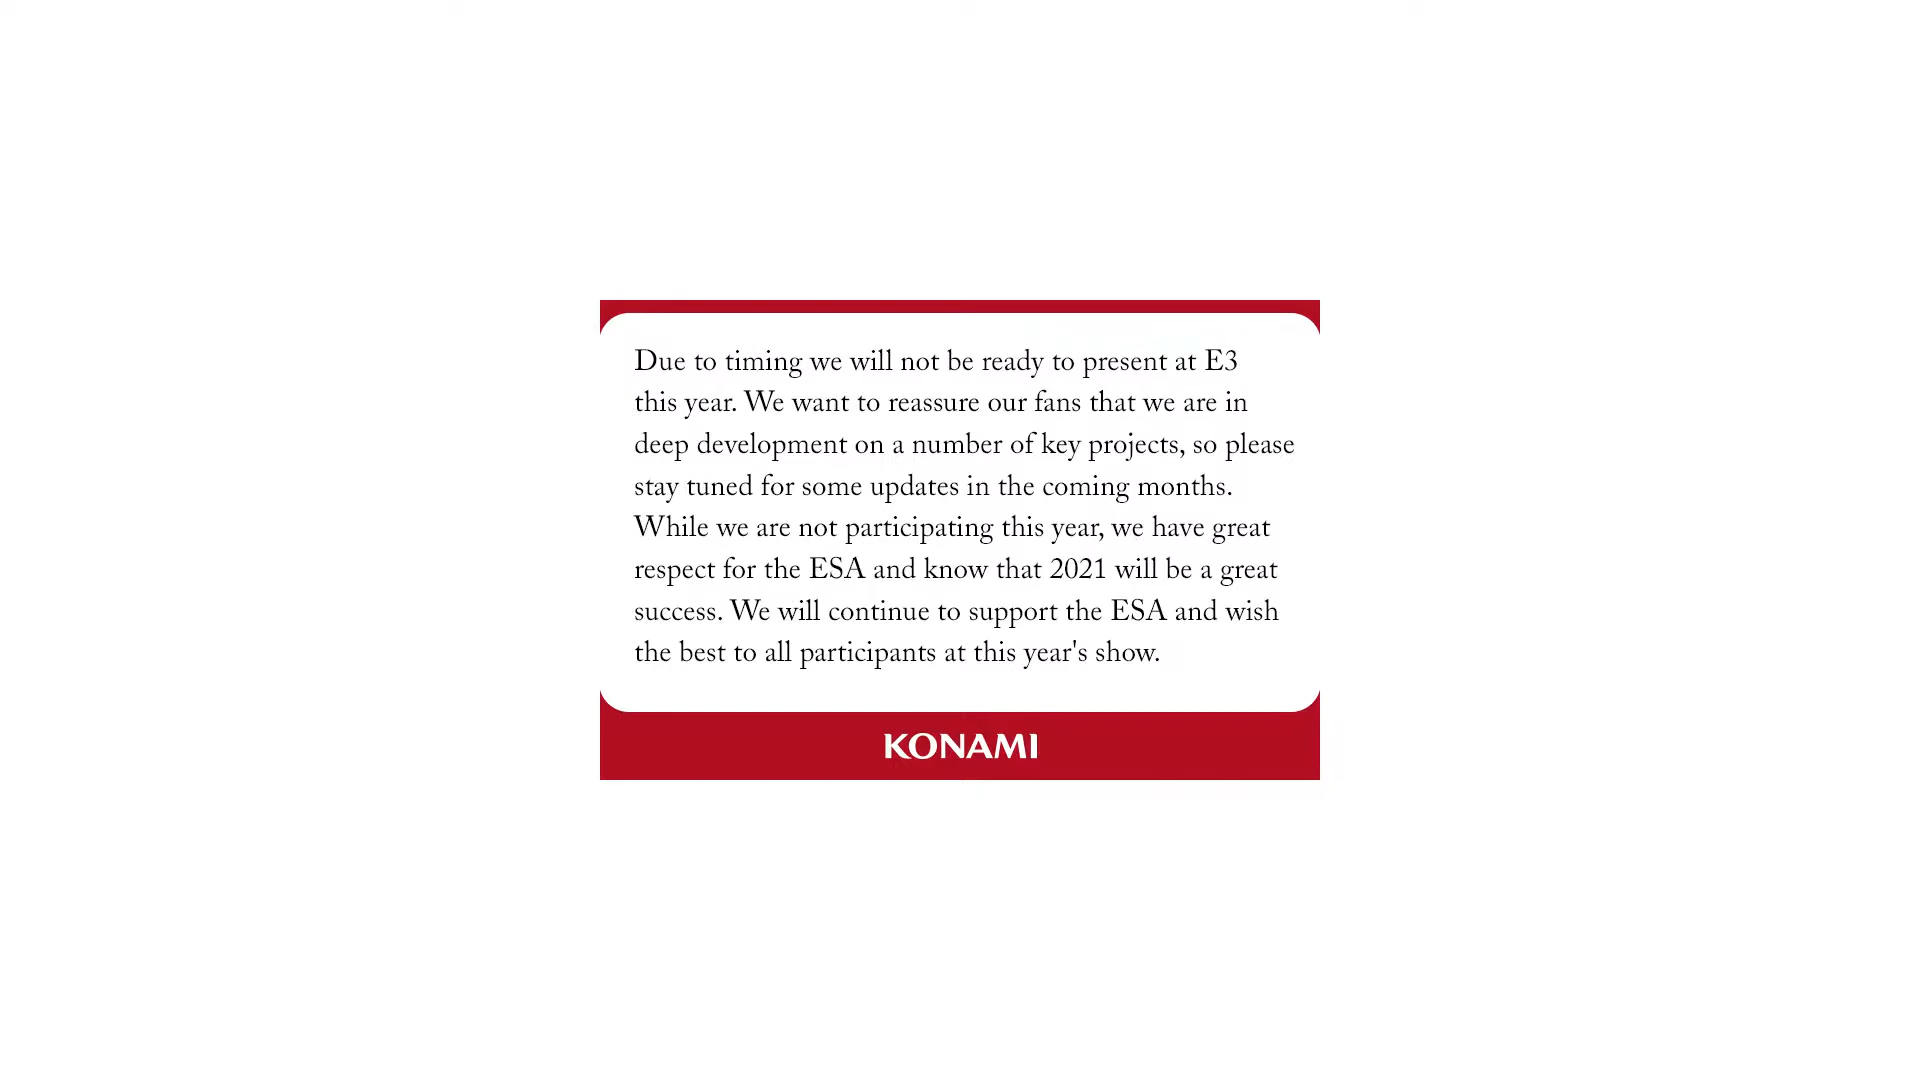 Due to timing we will not be ready to present at E3
this year. We want to reassure our fans that we are in
deep development on a number of key projects, so please
stay tuned for some updates in the coming months.
While we are not participating this year, we have great
respect for the ESA and know that 2021 will be a great
success. We will continue to support the ESA and wish
the best to all participants at this year's show.
KONAMI